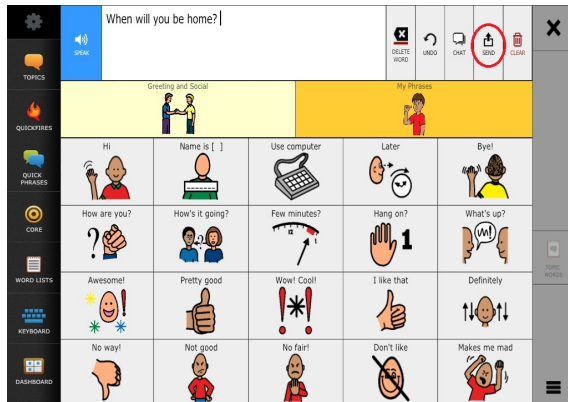 When will you be home?
SPEAK
DELETE
WORD
UNDO
CHAT
SEND
CLEAR
TOPICS
QUICKFIRES
QUICK
PHRASES
CORE
WORD LISTS
KEYBOARD
DASHBOARD
Greeting and Social
My Phrases
Hi
Name is [ ]
Use computer
Later
Bye!
How are you?
How's it going?
Few minutes?
12
1
Hang on?
1
What's up?
?
m!
Awesome!
Pretty good
Wow! Cool!
I like that
Definitely
No way!
Not good
No fair!
Don't like
Makes me mad
TOPIC
WORDS